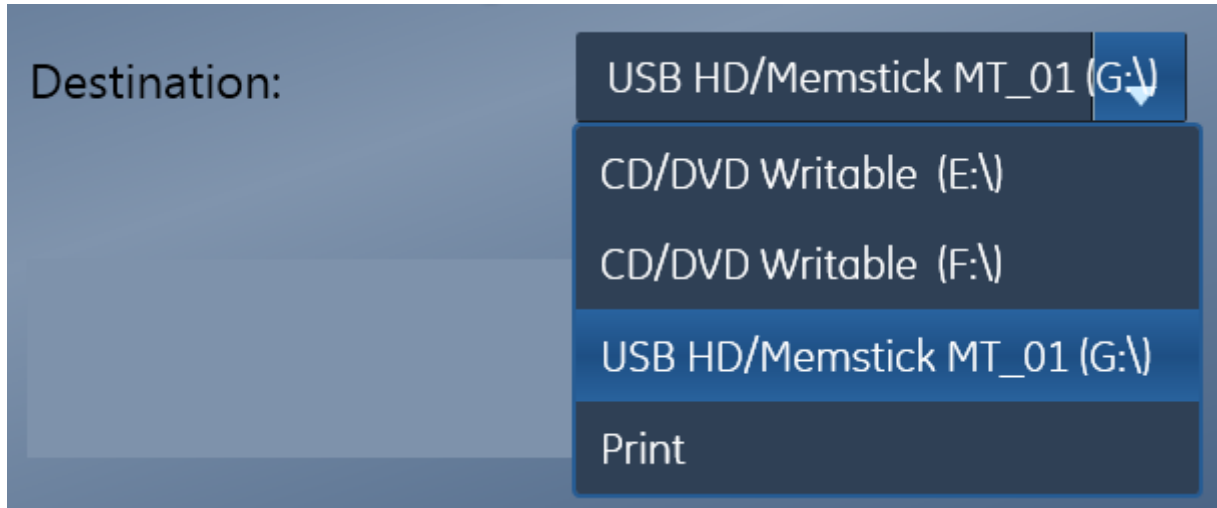 Destination: USB HD/Memstick MT_01 (G:\)
CD/DVD Writable (E:\)
CD/DVD Writable (F:\)
USB HD/Memstick MT_01 (G:\)
Print